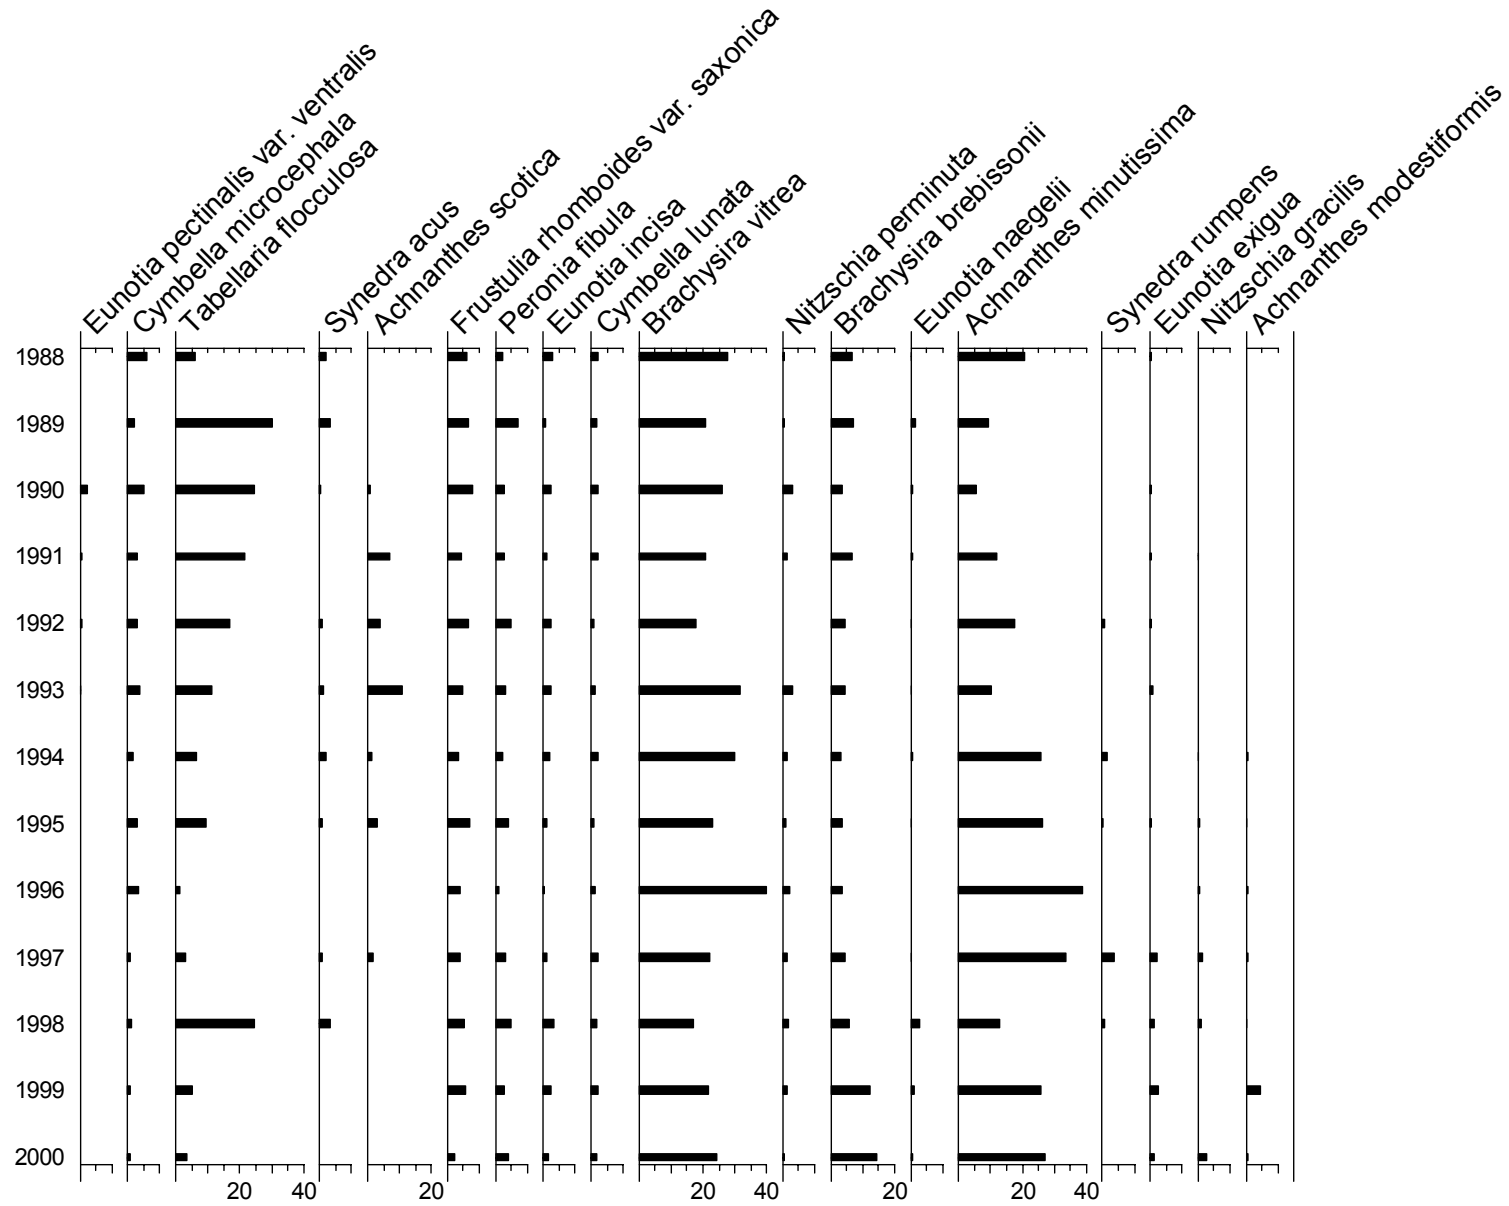 Eunotia pectinalis var. ventralis
Cymbella microcephala
Tabellaria flocculosa
Synedra acus
Achnanthes scotica
Frustulia rhomboides var. saxonica
Peronia fibula
Eunotia incisa
Cymbella lunata
Brachysira vitrea
Nitzschia perminuta
Brachysira brebissonii
Eunotia naegelii
Achnanthes minutissima
Synedra rumpens
Eunotia exigua
Nitzschia gracilis
Achnanthes modestiformis
1988
1989
1990
1991
1992
1993
1994
1995
1996
1997
1998
1999
2000
20 40 20 20 40 20 20 40